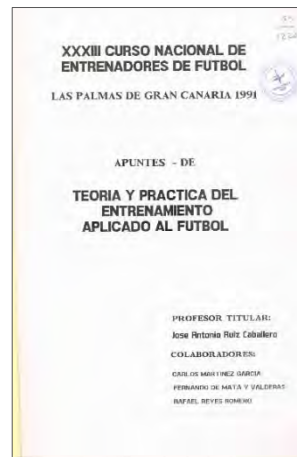 XXXIII CURSO NACIONAL DE
ENTRENADORES DE FUTBOL
LAS PALMAS DE GRAN CANARIA 1991
APUNTES - DE
TEORIA Y PRACTICA DEL
ENTRENAMIENTO
APLICADO AL FUTBOL
PROFESOR TITULAR:
Jose Antonio Ruiz Caballero
COLABORADORES:
CARLOS MARTINEZ GARCIA
FERNANDO DE MATA Y VALDERAS
RAFAEL REYES ROMERO